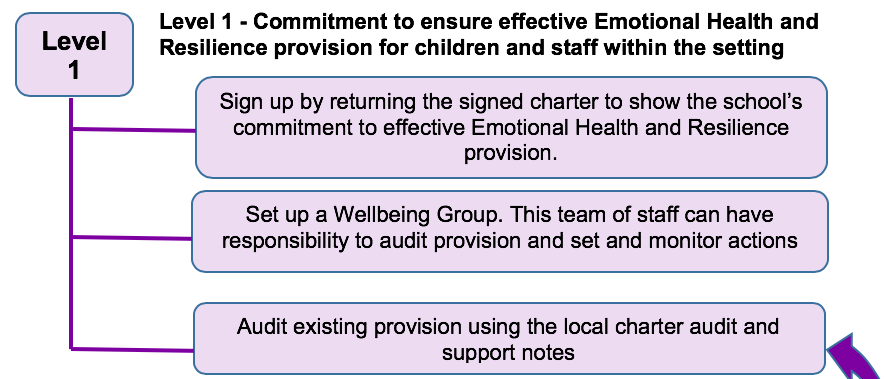 Level
1
Level 1 - Commitment to ensure effective Emotional Health and
Resilience provision for children and staff within the setting
Sign up by returning the signed charter to show the school's
commitment to effective Emotional Health and Resilience
provision.
Set up a Wellbeing Group. This team of staff can have
responsibility to audit provision and set and monitor actions
Audit existing provision using the local charter audit and
support notes